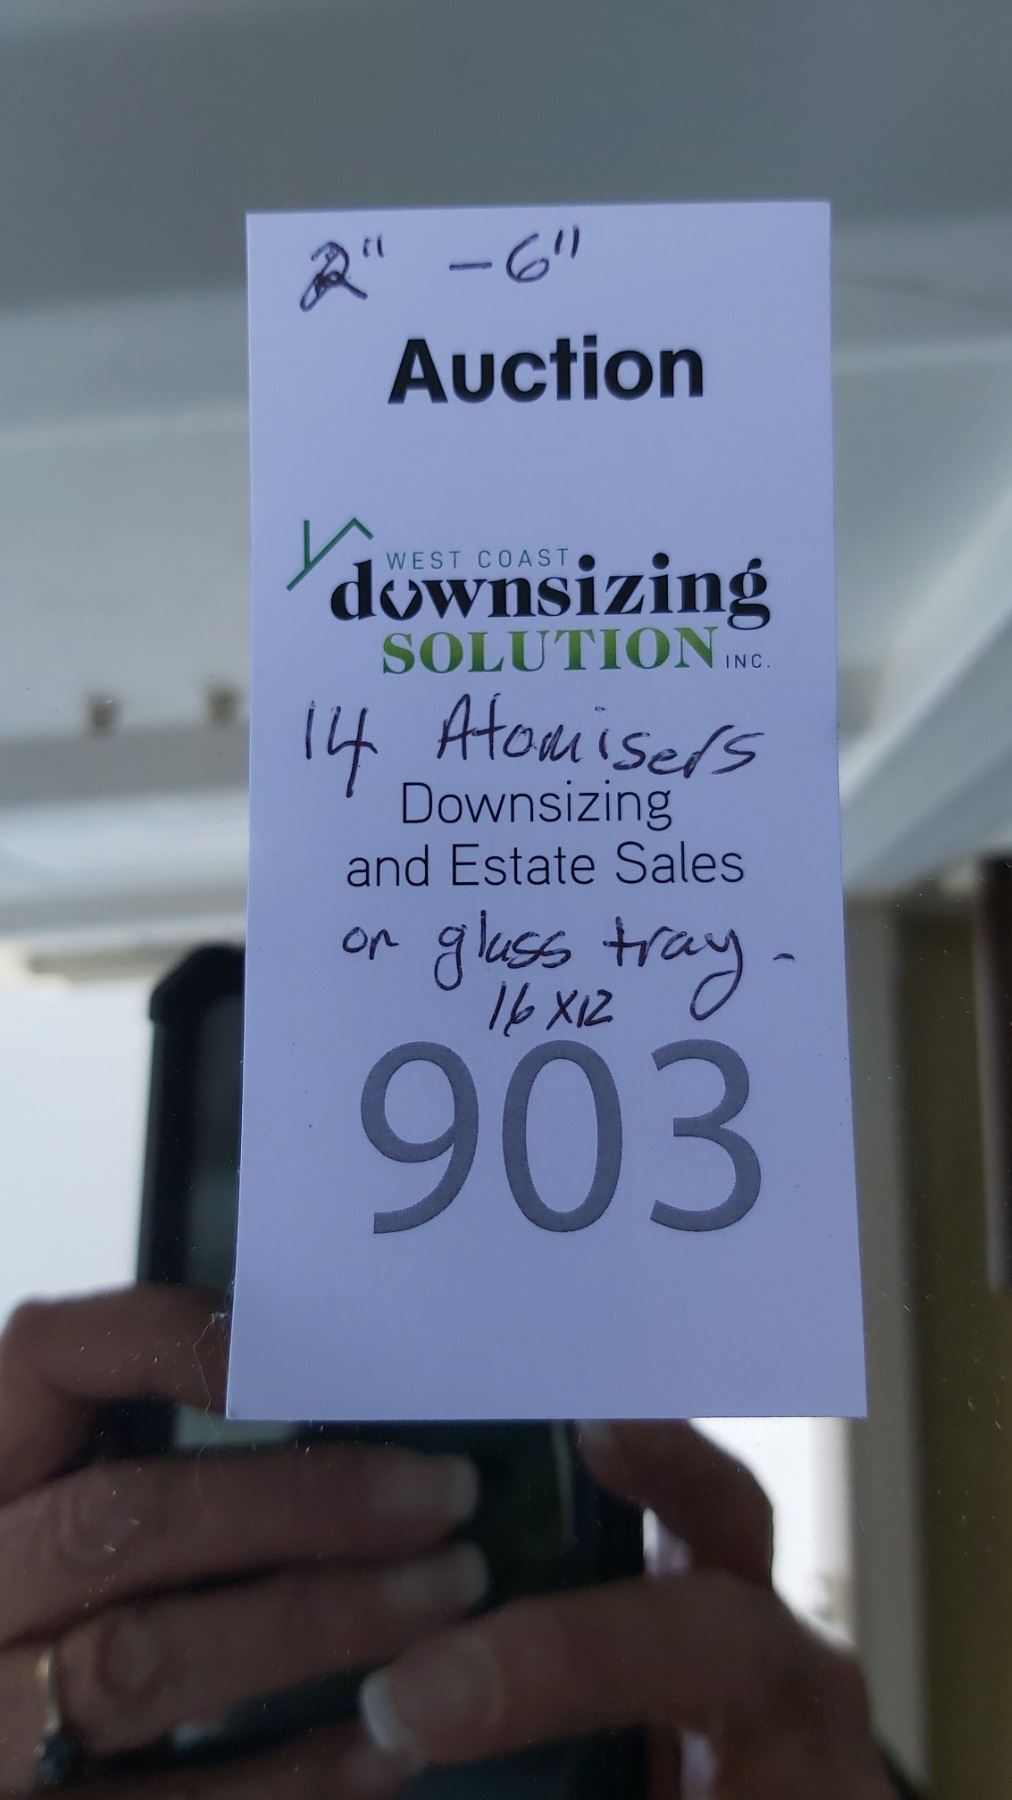 2" - 6"
Auction
WEST COAST
downsizing
SOLUTION INC.
14 Atomisers
Downsizing
and Estate Sales
on glass tray -
16 X12
903